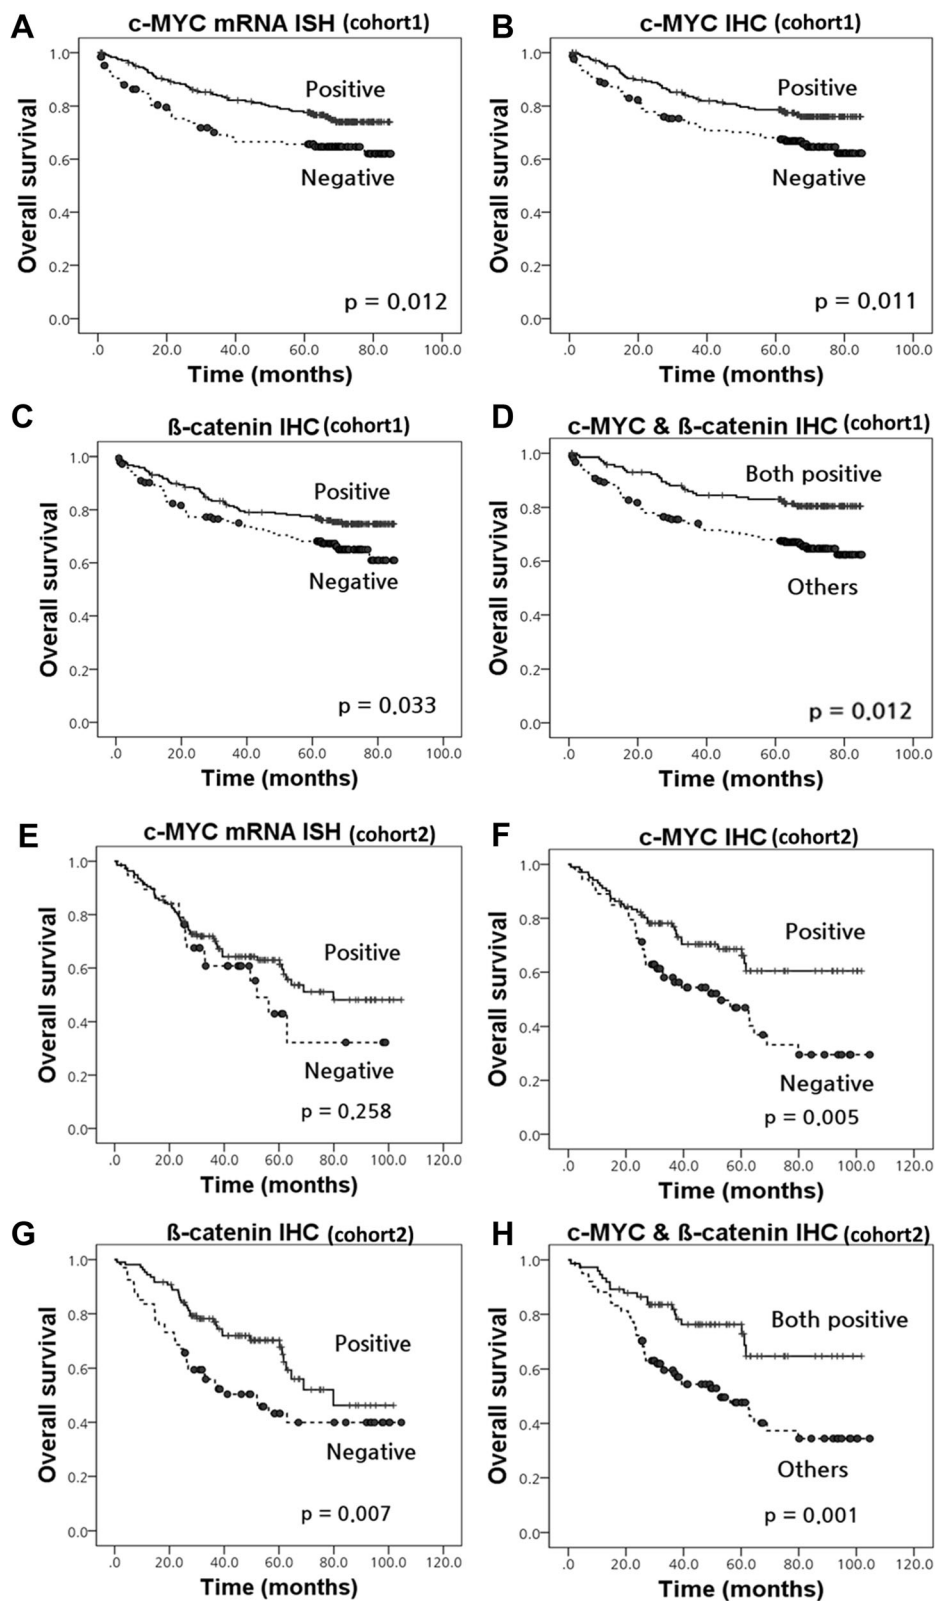 A
c-MYC mRNA ISH (cohort1)
Overall survival
1.0
0.8
0.6
0.4
0.2
0.0
Positive
Negative
p = 0.012
.0 20.0 40.0 60.0 80.0 100.0
Time (months)
B
c-MYC IHC (cohort1)
Overall survival
1.0
0.8
0.6
0.4
0.2
0.0
Positive
Negative
p = 0.011
.0 20.0 40.0 60.0 80.0 100.0
Time (months)
C
ß-catenin IHC (cohort1)
Overall survival
1.0
0.8
0.6
0.4
0.2
0.0
Positive
Negative
p = 0.033
.0 20.0 40.0 60.0 80.0 100.0
Time (months)
D
c-MYC & ß-catenin IHC (cohort1)
Overall survival
1.0
0.8
0.6
0.4
0.2
0.0
Both positive
Others
p = 0.012
.0 20.0 40.0 60.0 80.0 100.0
Time (months)
E
c-MYC mRNA ISH (cohort2)
Overall survival
1.0
0.8
0.6
0.4
0.2
0.0
Positive
Negative
p = 0.258
.0 20.0 40.0 60.0 80.0 100.0 120.0
Time (months)
F
c-MYC IHC (cohort2)
Overall survival
1.0
0.8
0.6
0.4
0.2
0.0
Positive
Negative
p = 0.005
.0 20.0 40.0 60.0 80.0 100.0 120.0
Time (months)
G
ß-catenin IHC (cohort2)
Overall survival
1.0
0.8
0.6
0.4
0.2
0.0
Positive
Negative
p = 0.007
.0 20.0 40.0 60.0 80.0 100.0 120.0
Time (months)
H
c-MYC & ß-catenin IHC (cohort2)
Overall survival
1.0
0.8
0.6
0.4
0.2
0.0
Both positive
Others
p = 0.001
.0 20.0 40.0 60.0 80.0 100.0 120.0
Time (months)